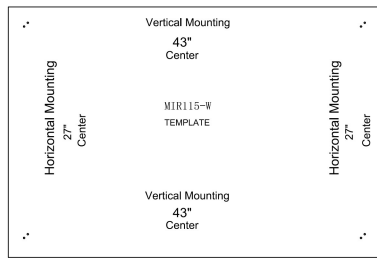 Vertical Mounting
43"
Center
Horizontal Mounting
27"
Center
MIR115-W
TEMPLATE
Horizontal Mounting
27"
Center
Vertical Mounting
43"
Center